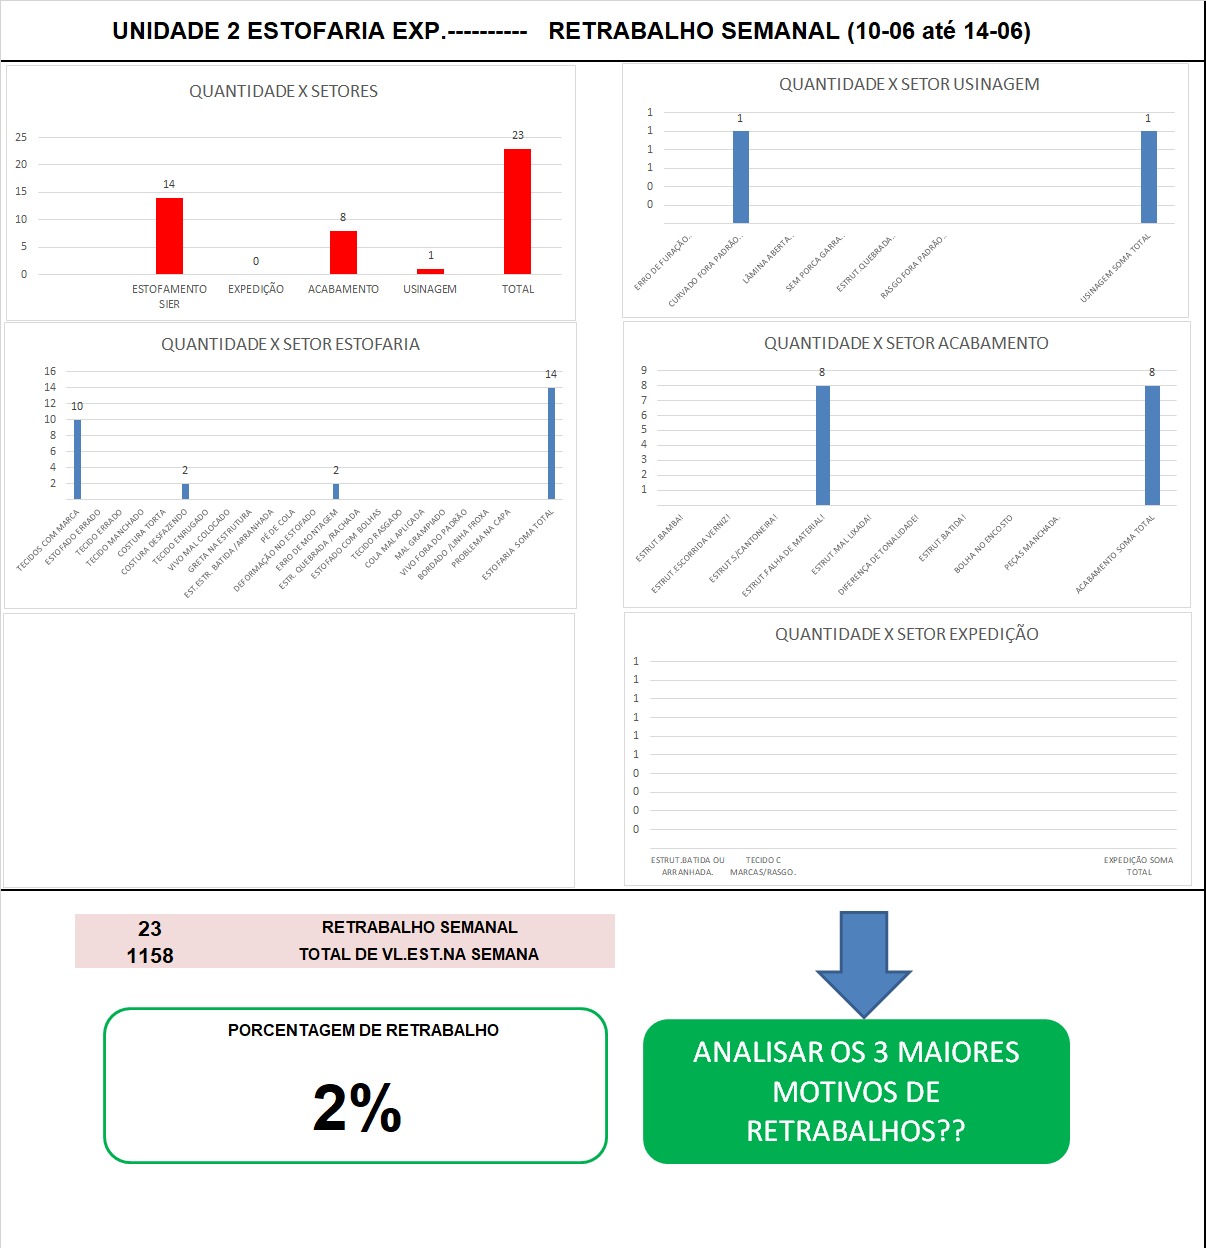 UNIDADE 2 ESTOFARIA EXP.---------- RETRABALHO SEMANAL (10-06 até 14-06)
QUANTIDADE X SETORES
25
20
15
10
5
0
14
0
8
1
23
ESTOFAMENTO
SIER
EXPEDIÇÃO
ACABAMENTO
USINAGEM
TOTAL
QUANTIDADE X SETOR USINAGEM
1
1
1
1
0
0
1
1
ERRO DE FURAÇÃO..
CURVADO FORA PADRÃO..
LÂMINA ABERTA..
SEM PORCA GARRA..
ESTRUT.QUEBRADA..
RASGO FORA PADRÃO..
USINAGEM SOMA TOTAL
QUANTIDADE X SETOR ESTOFARIA
16
14
12
10
8
6
4
2
10
2
2
14
TECIDOS COM MARCA
ESTOFADO ERRADO
TECIDO ERRADO
TECIDO MANCHADO
COSTURA TORTA
COSTURA DESFAZENDO
TECIDO ENRUGADO
VIVO MAL COLOCADO
GRETA NA ESTRUTURA
EST.ESTR. BATIDA /ARRANHADA
PÉ DE COLA
DEFORMAÇÃO NO ESTOFADO
ERRO DE MONTAGEM
ESTR. QUEBRADA /RACHADA
ESTOFADO COM BOLHAS
TECIDO RASGADO
COLA MAL APLICADA
MAL GRAMPIADO
VIVO FORA DO PADRÃO
BORDADO /LINHA FROXA
PROBLEMA NA CAPA
ESTOFARIA SOMA TOTAL
QUANTIDADE X SETOR ACABAMENTO
9
8
7
6
5
4
3
2
1
8
8
ESTRUT.BAMBA!
ESTRUT.ESCORRIDA VERNIZ!
ESTRUT.S/CANTONEIRA!
ESTRUT.FALHA DE MATERIAL!
ESTRUT.MAL LIXADA!
DIFERENÇA DE TONALIDADE!
ESTRUT.BATIDA!
BOLHA NO ENCOSTO
PEÇAS MANCHADA.
ACABAMENTO SOMA TOTAL
QUANTIDADE X SETOR EXPEDIÇÃO
1
1
1
1
1
1
0
0
0
0
ESTRUT.BATIDA OU
ARRANHADA.
TECIDO C
MARCAS/RASGO.
EXPEDIÇÃO SOMA
TOTAL
23 RETRABALHO SEMANAL
1158 TOTAL DE VL.EST.NA SEMANA
PORCENTAGEM DE RETRABALHO
2%
ANALISAR OS 3 MAIORES
MOTIVOS DE
RETRABALHOS??